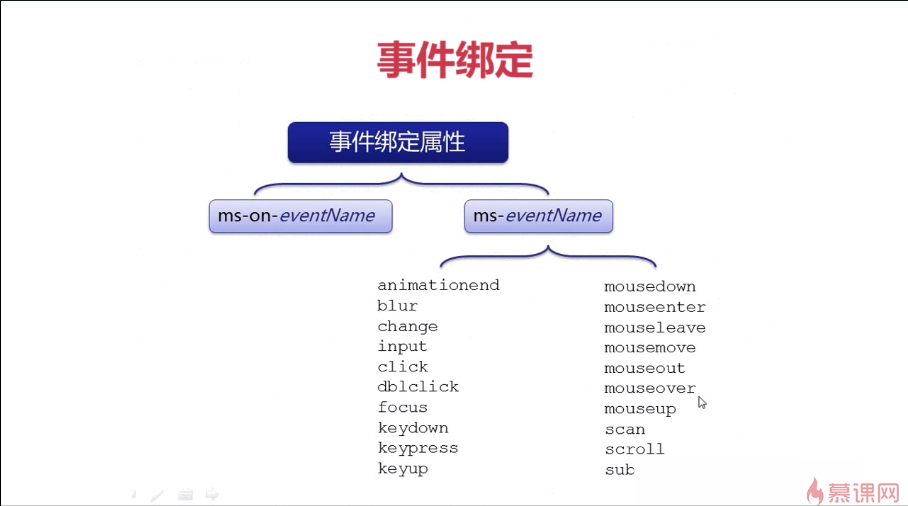 事件绑定
事件绑定属性
ms-on-eventName
ms-eventName
animationend
blur
change
input
click
dblclick
focus
keydown
keypress
keyup
mousedown
mouseenter
mouseleave
mousemove
mouseout
mouseover
mouseup
scan
scroll
sub
慕课网